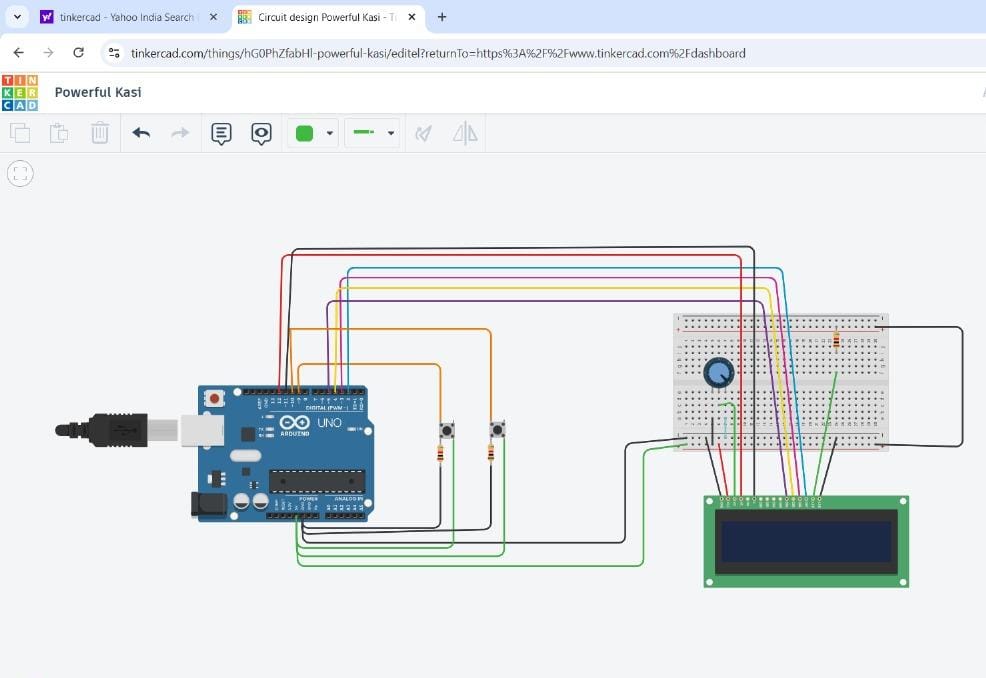 tinkercad - Yahoo India Search
Circuit design Powerful Kasi - Ti
tinkercad.com/things/hG0PhZfabHl-powerful-kasi/editel?returnTo=https%3A%2F%2Fwww.tinkercad.com%2Fdashboard
TIN
KER
CAD
Powerful Kasi
DIGITAL (PWM~)
UNO
ARDUINO
POWER
ANALOG IN